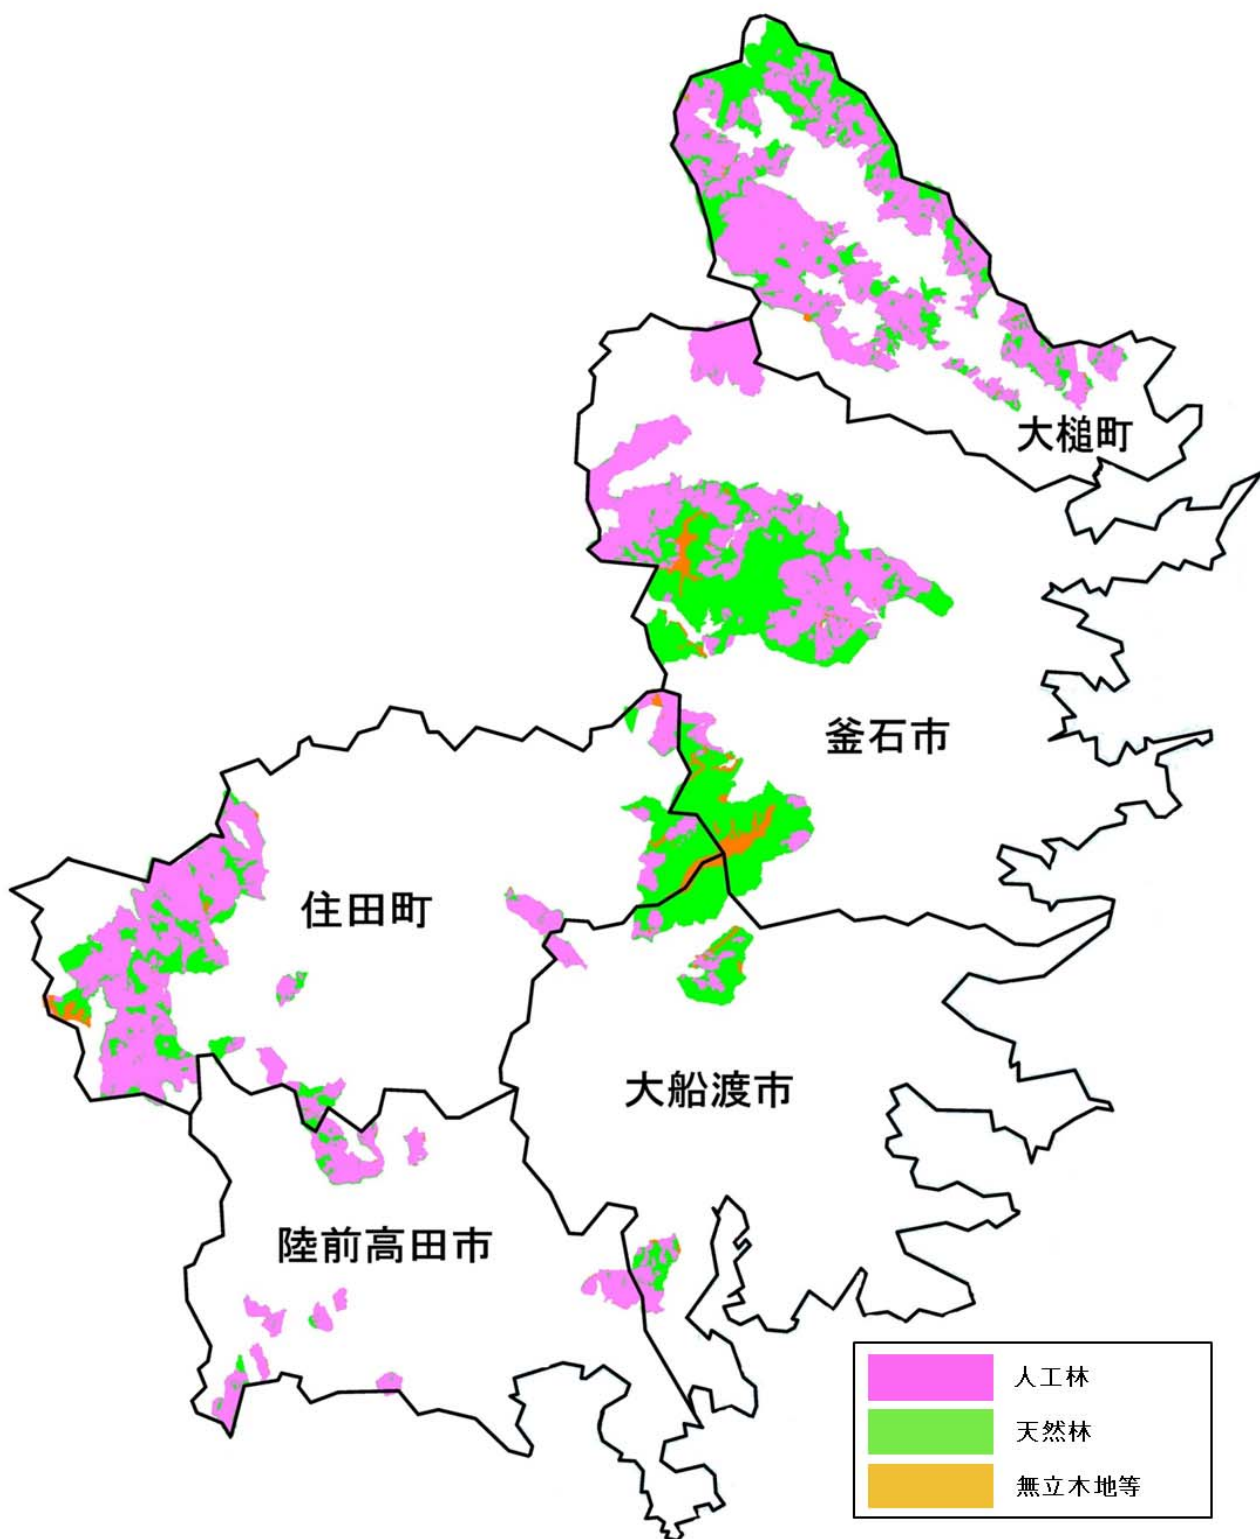 大槌町
釜石市
住田町
大船渡市
陸前高田市
人工林
天然林
無立木地等